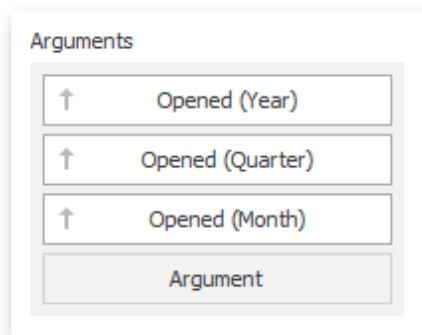 Arguments
Opened (Year)
Opened (Quarter)
Opened (Month)
Argument